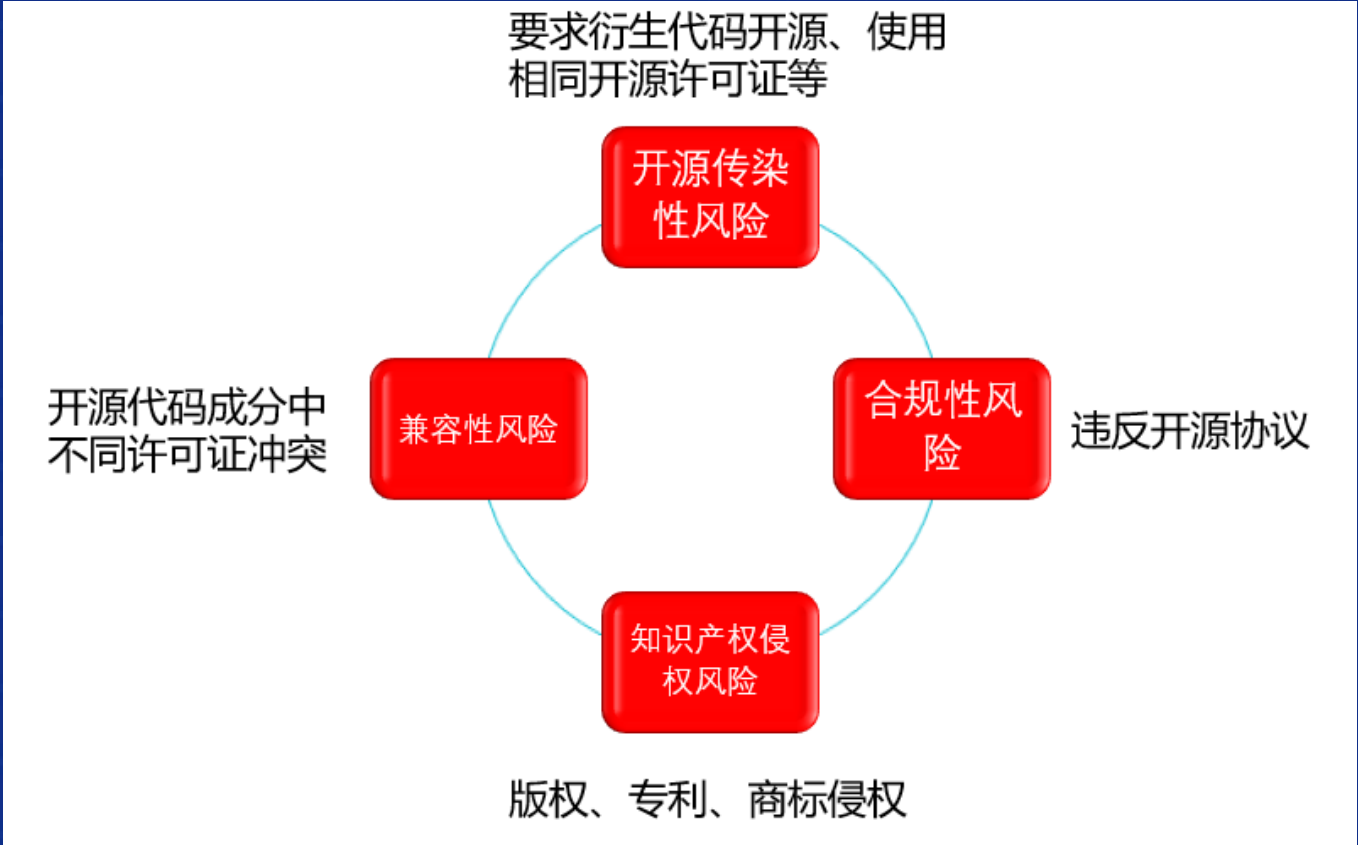 要求衍生代码开源、使用
相同开源许可证等
开源传染
性风险
开源代码成分中
不同许可证冲突
兼容性风险
合规性风
险
违反开源协议
知识产权侵
权风险
版权、专利、商标侵权